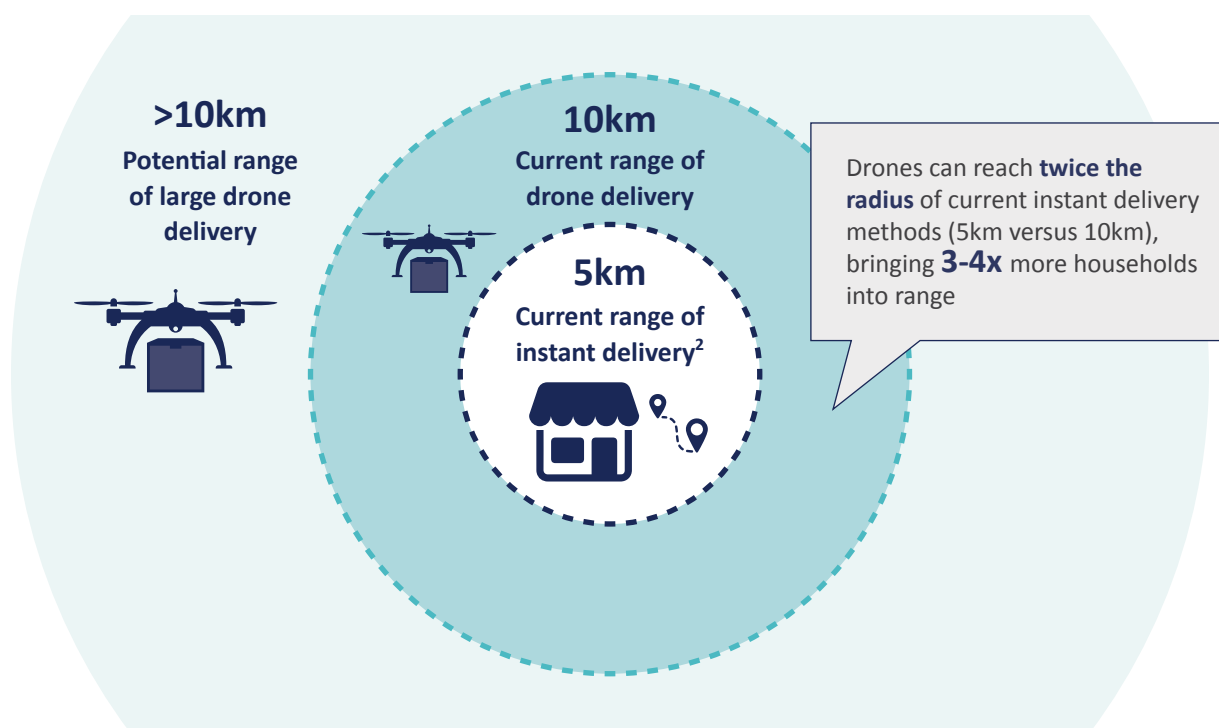 >10km
Potential range
of large drone
delivery
10km
Current range of
drone delivery
5km
Current range of
instant delivery²
Drones can reach twice the
radius of current instant delivery
methods (5km versus 10km),
bringing 3-4x more households
into range